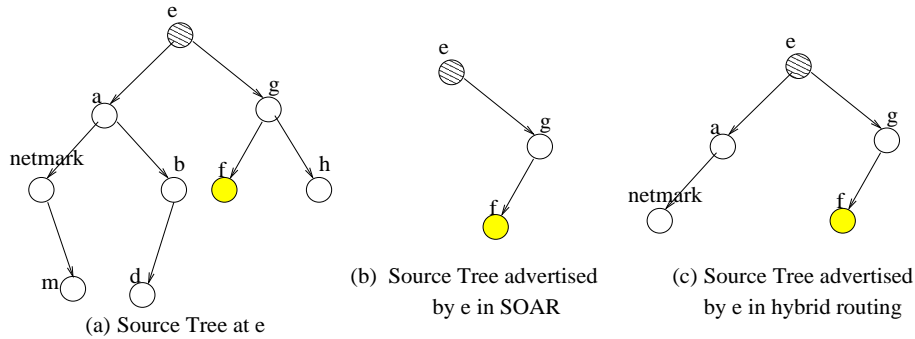 e
a
g
netmark
b
f
h
m
d
(a) Source Tree at e
e
g
f
(b) Source Tree advertised
by e in SOAR
e
a
g
netmark
f
(c) Source Tree advertised
by e in hybrid routing